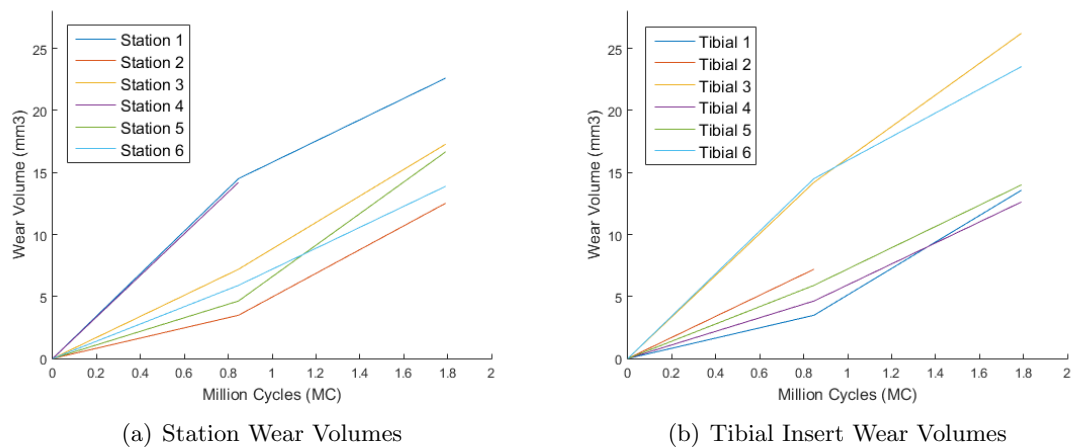 Wear Volume (mm3)
25
20
15
10
5
0
Station 1
Station 2
Station 3
Station 4
Station 5
Station 6
0 0.2 0.4 0.6 0.8 1 1.2 1.4 1.6 1.8 2
Million Cycles (MC)
(a) Station Wear Volumes
Wear Volume (mm3)
25
20
15
10
5
0
Tibial 1
Tibial 2
Tibial 3
Tibial 4
Tibial 5
Tibial 6
0 0.2 0.4 0.6 0.8 1 1.2 1.4 1.6 1.8 2
Million Cycles (MC)
(b) Tibial Insert Wear Volumes